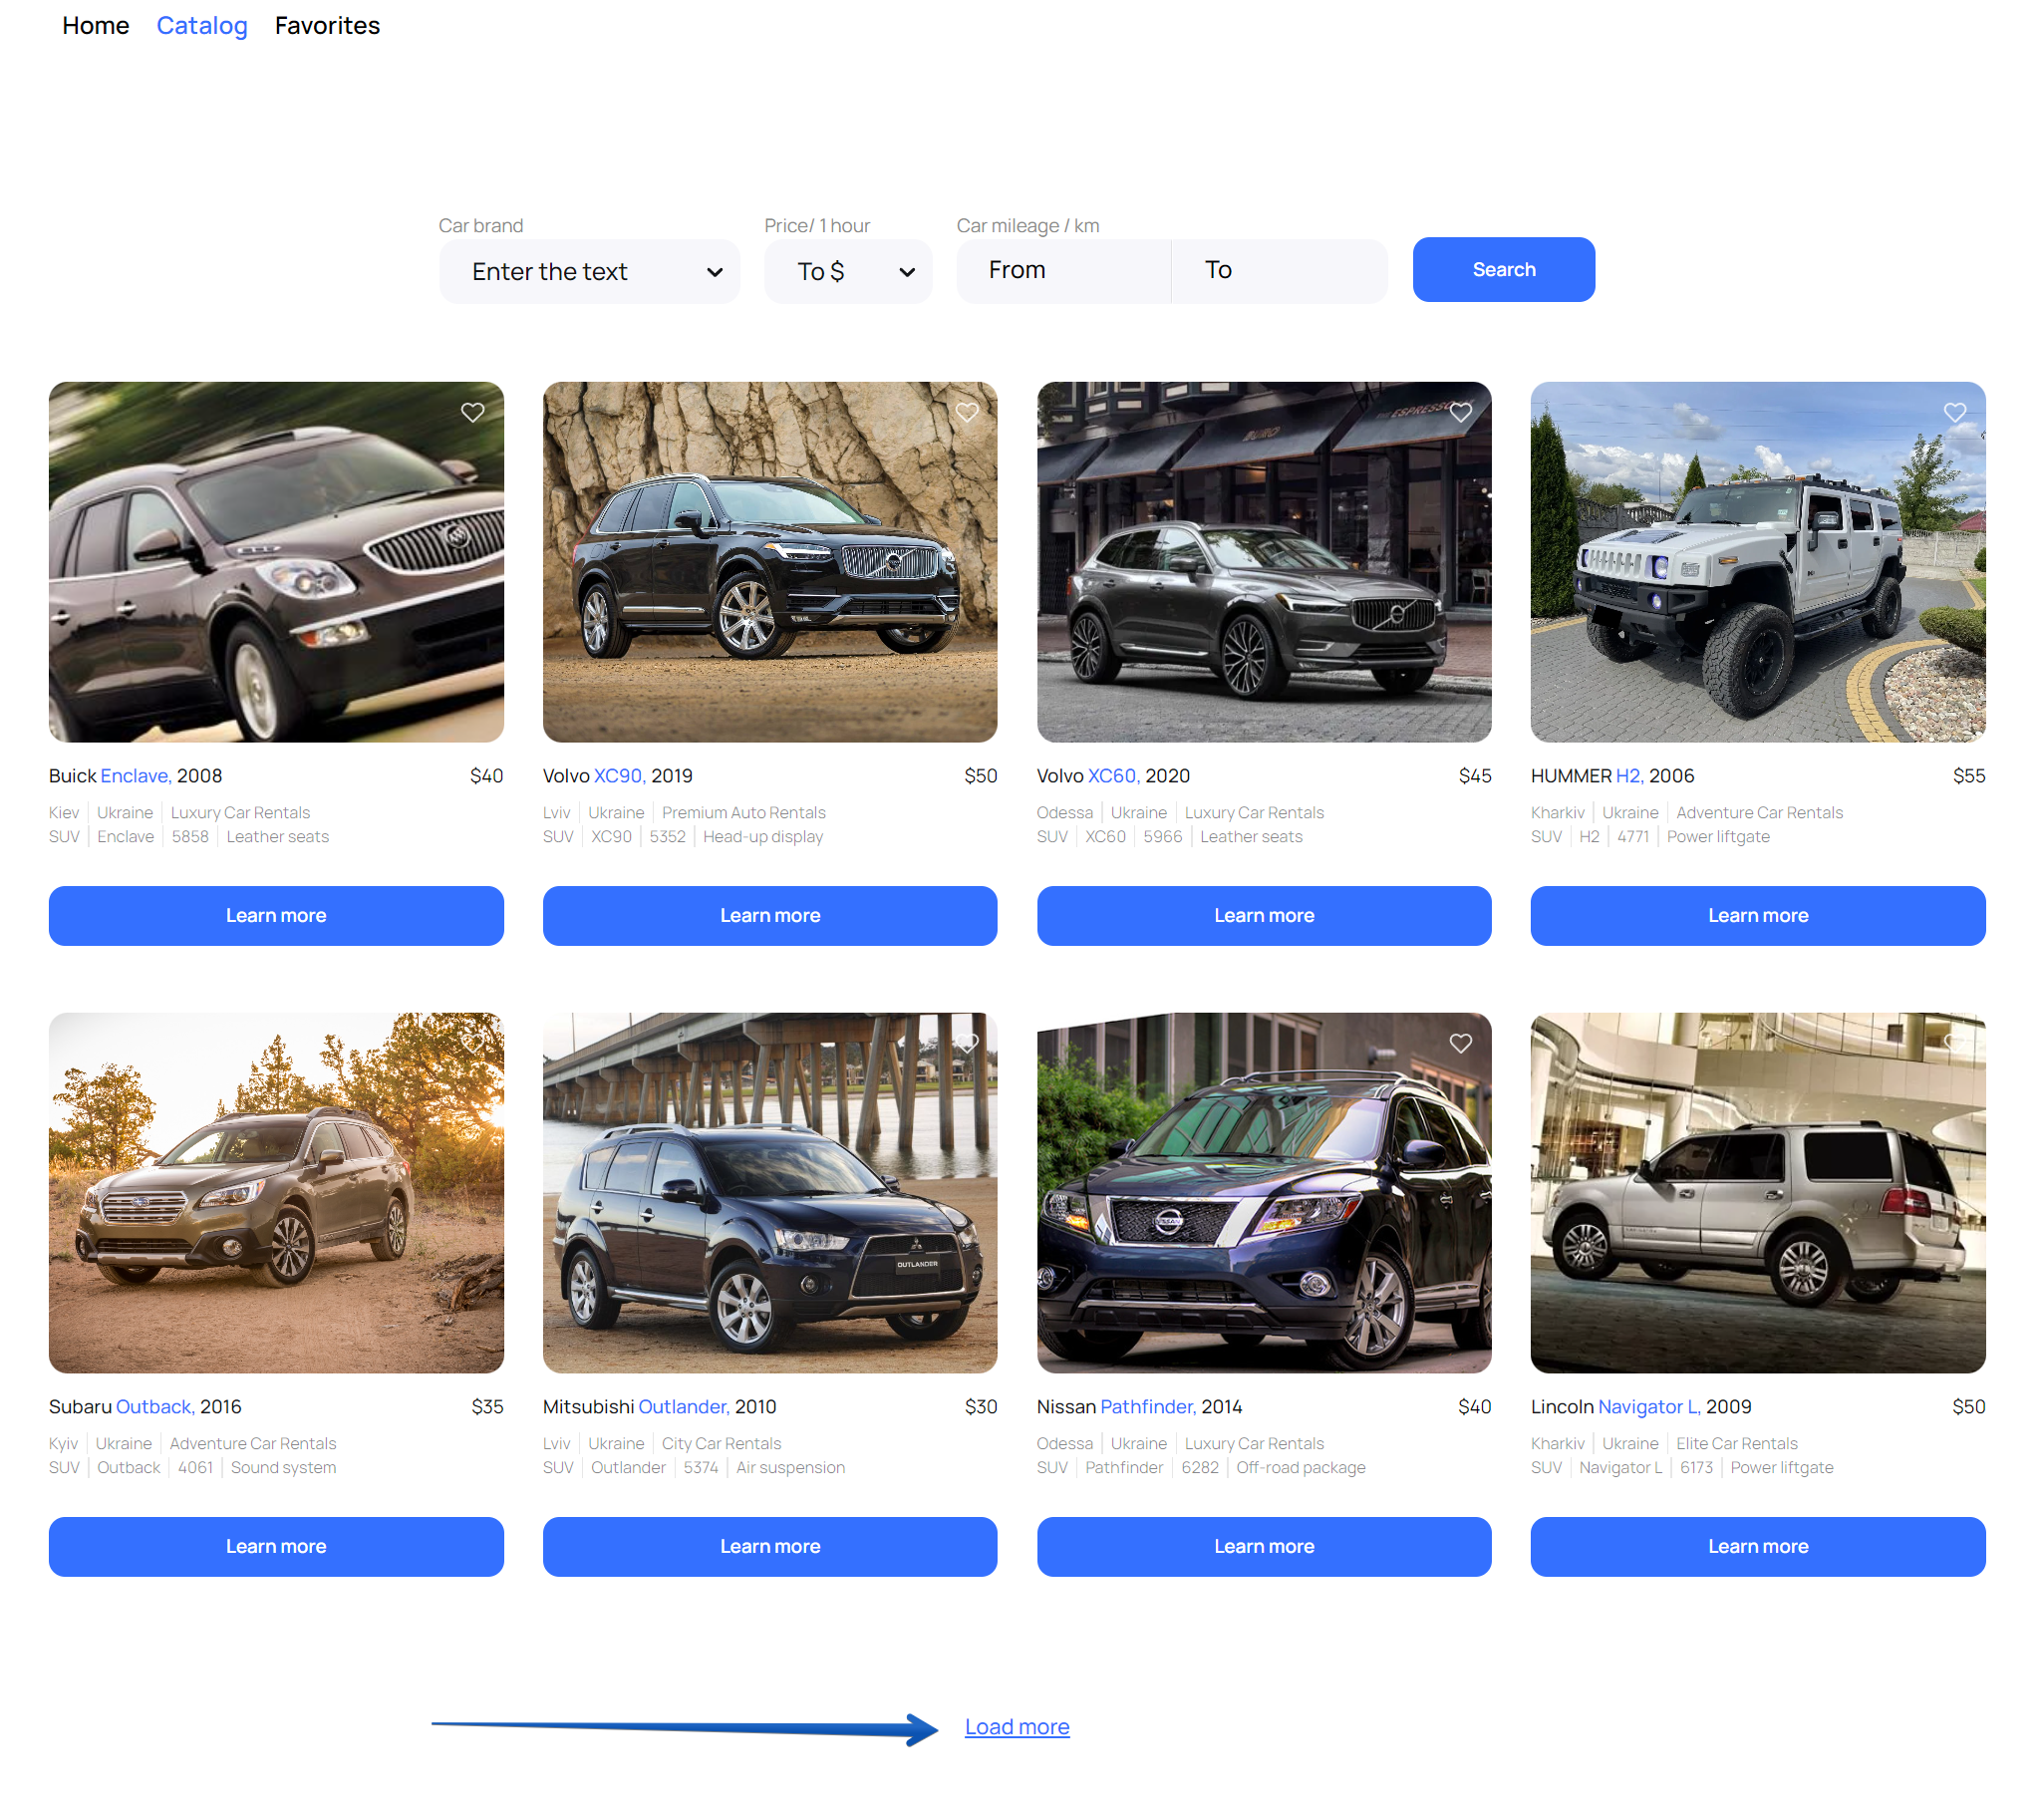 Home Catalog Favorites
Car brand Price/ 1 hour Car mileage / km
Enter the text To $ From To Search
THE ESPRESSO
BURO
Buick Enclave, 2008 $40
Kiev Ukraine Luxury Car Rentals
SUV Enclave 5858 Leather seats
Learn more
Volvo XC90, 2019 $50
Lviv Ukraine Premium Auto Rentals
SUV XC90 5352 Head-up display
Learn more
Volvo XC60, 2020 $45
Odessa Ukraine Luxury Car Rentals
SUV XC60 5966 Leather seats
Learn more
HUMMER H2, 2006 $55
Kharkiv Ukraine Adventure Car Rentals
SUV H2 4771 Power liftgate
Learn more
OUTLANDER
NISSAN
Subaru Outback, 2016 $35
Kyiv Ukraine Adventure Car Rentals
SUV Outback 4061 Sound system
Learn more
Mitsubishi Outlander, 2010 $30
Lviv Ukraine City Car Rentals
SUV Outlander 5374 Air suspension
Learn more
Nissan Pathfinder, 2014 $40
Odessa Ukraine Luxury Car Rentals
SUV Pathfinder 6282 Off-road package
Learn more
Lincoln Navigator L, 2009 $50
Kharkiv Ukraine Elite Car Rentals
SUV Navigator L 6173 Power liftgate
Learn more
Load more